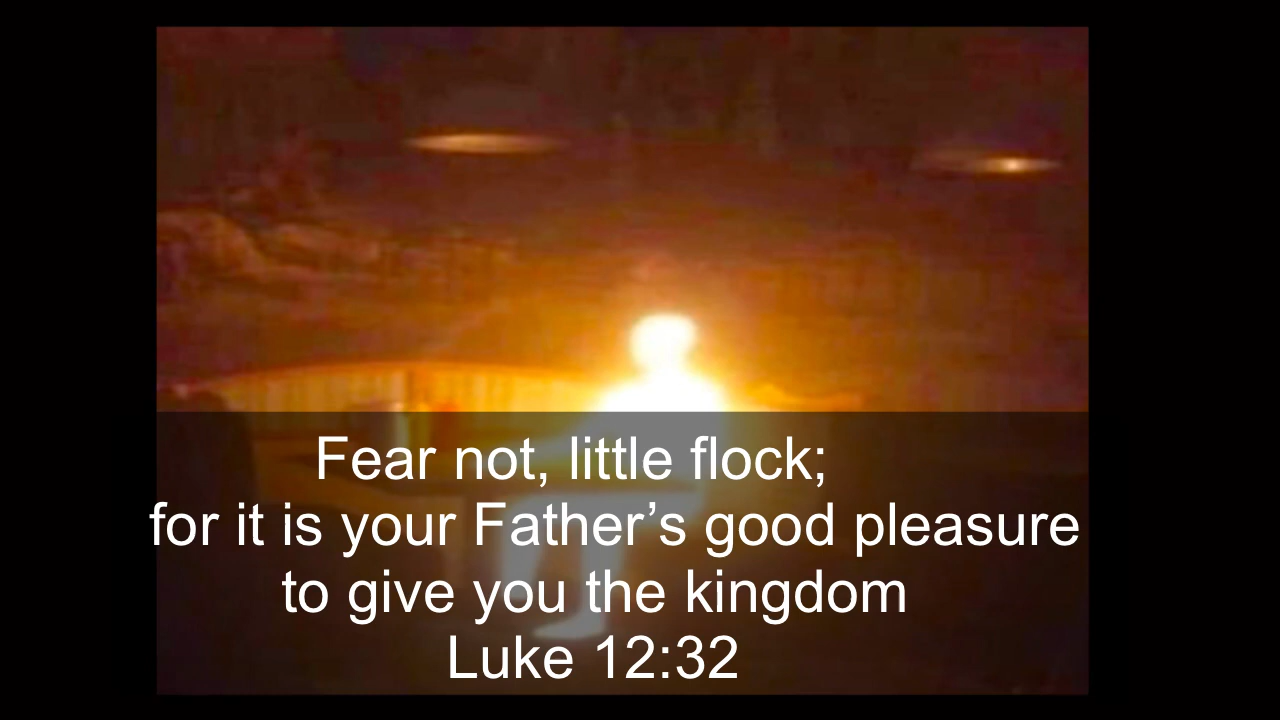 Fear not, little flock;
for it is your Father’s good pleasure
to give you the kingdom
Luke 12:32